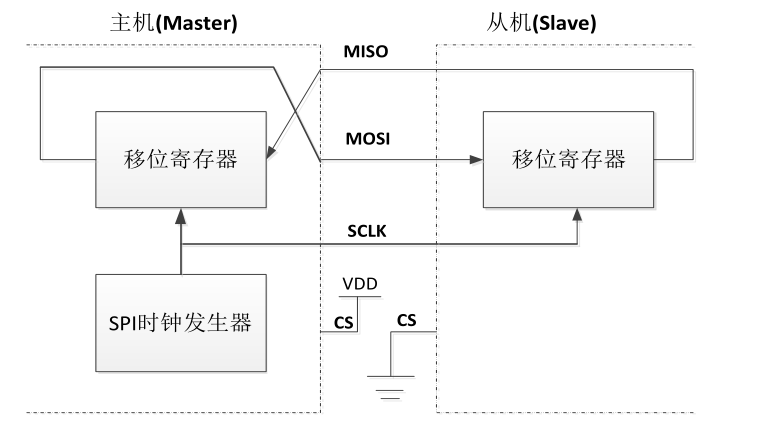 主机(Master)
从机(Slave)
MISO
移位寄存器
MOSI
移位寄存器
SCLK
SPI时钟发生器
VDD
CS
CS